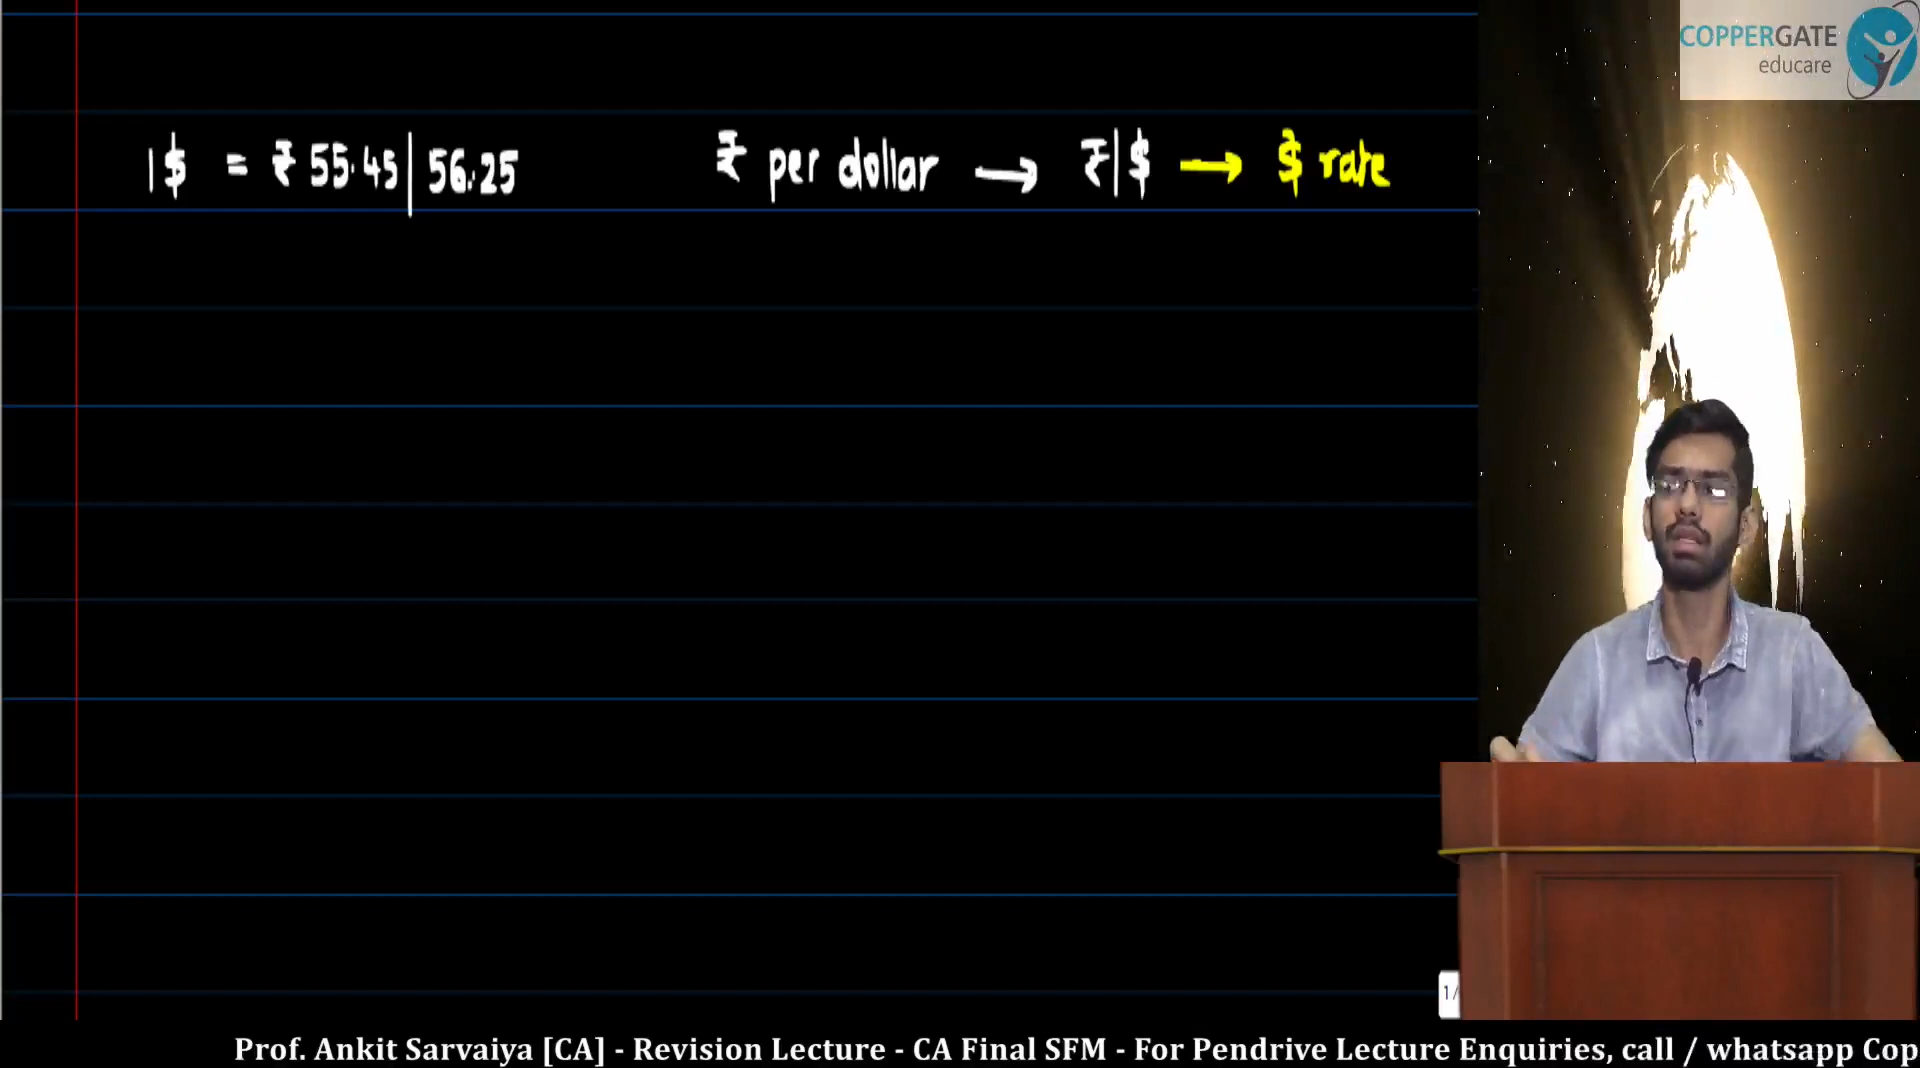 COPPERGATE
educare
1$ = ₹ 55.45 | 56.25 ₹ per dollar → ₹|$ → $ rate
1/
Prof. Ankit Sarvaiya [CA] - Revision Lecture - CA Final SFM - For Pendrive Lecture Enquiries, call / whatsapp Cop